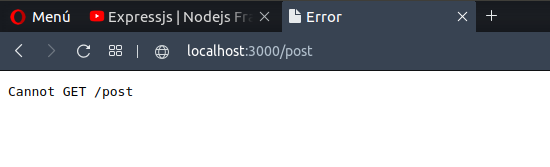 Menú Expressjs | Nodejs Fra Error
localhost:3000/post
Cannot GET /post